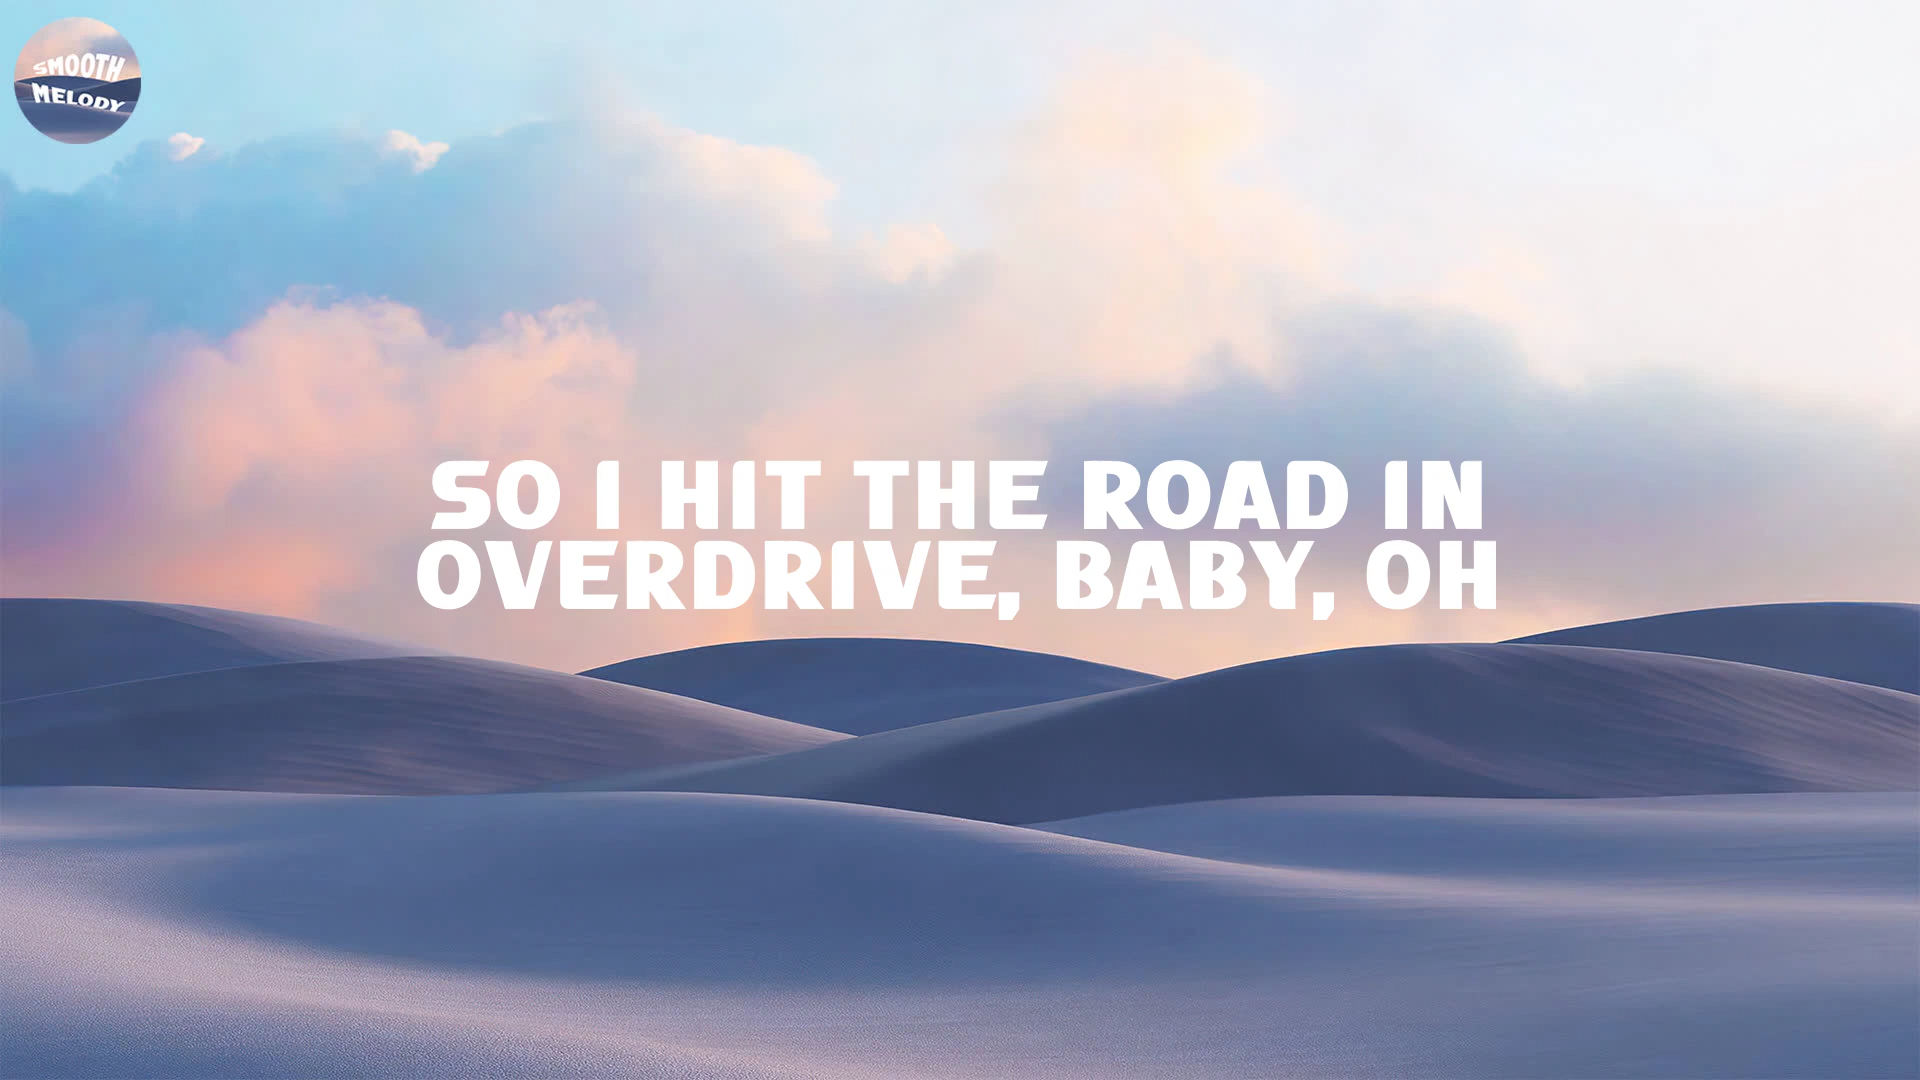 SMOOTH
MELODY
SO I HIT THE ROAD IN
OVERDRIVE, BABY, OH